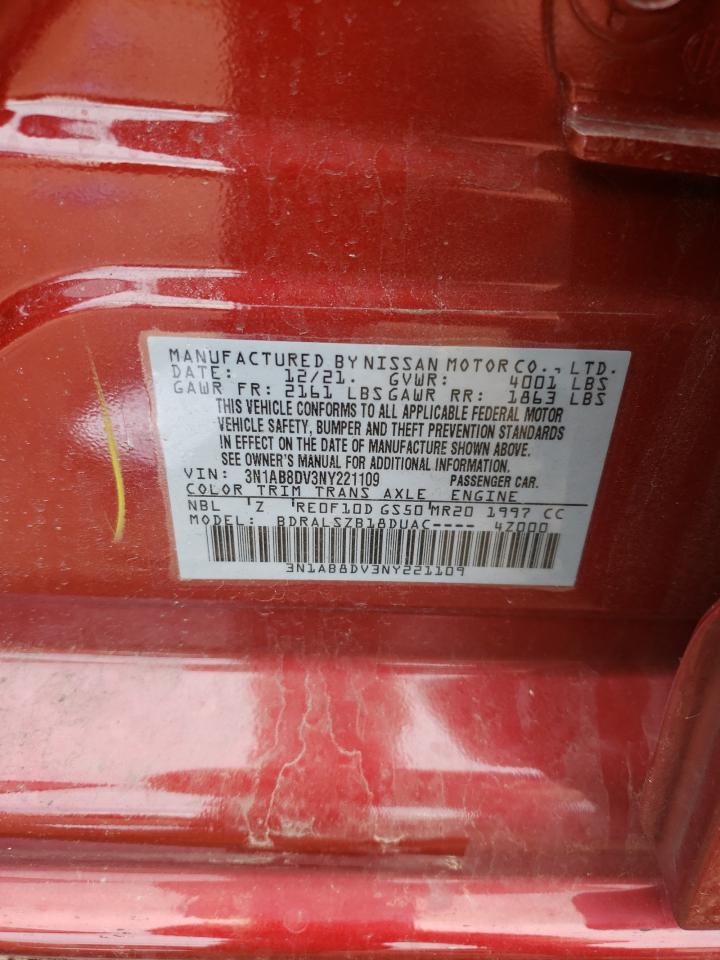 MANUFACTURED BY NISSAN MOTOR CO., LTD.
DATE: 12/21. GVWR: 4001 LBS
GAWR FR: 2161 LBS GAWR RR: 1863 LBS
THIS VEHICLE CONFORMS TO ALL APPLICABLE FEDERAL MOTOR
VEHICLE SAFETY, BUMPER AND THEFT PREVENTION STANDARDS
IN EFFECT ON THE DATE OF MANUFACTURE SHOWN ABOVE.
SEE OWNER'S MANUAL FOR ADDITIONAL INFORMATION.
VIN: 3N1AB8DV3NY221109 PASSENGER CAR.
COLOR TRIM TRANS AXLE ENGINE
NBL Z RE0F10D GS50 MR20 1997 CC
MODEL: BDRALSZB18DUAC---- 4Z000
3N1AB8DV3NY221109